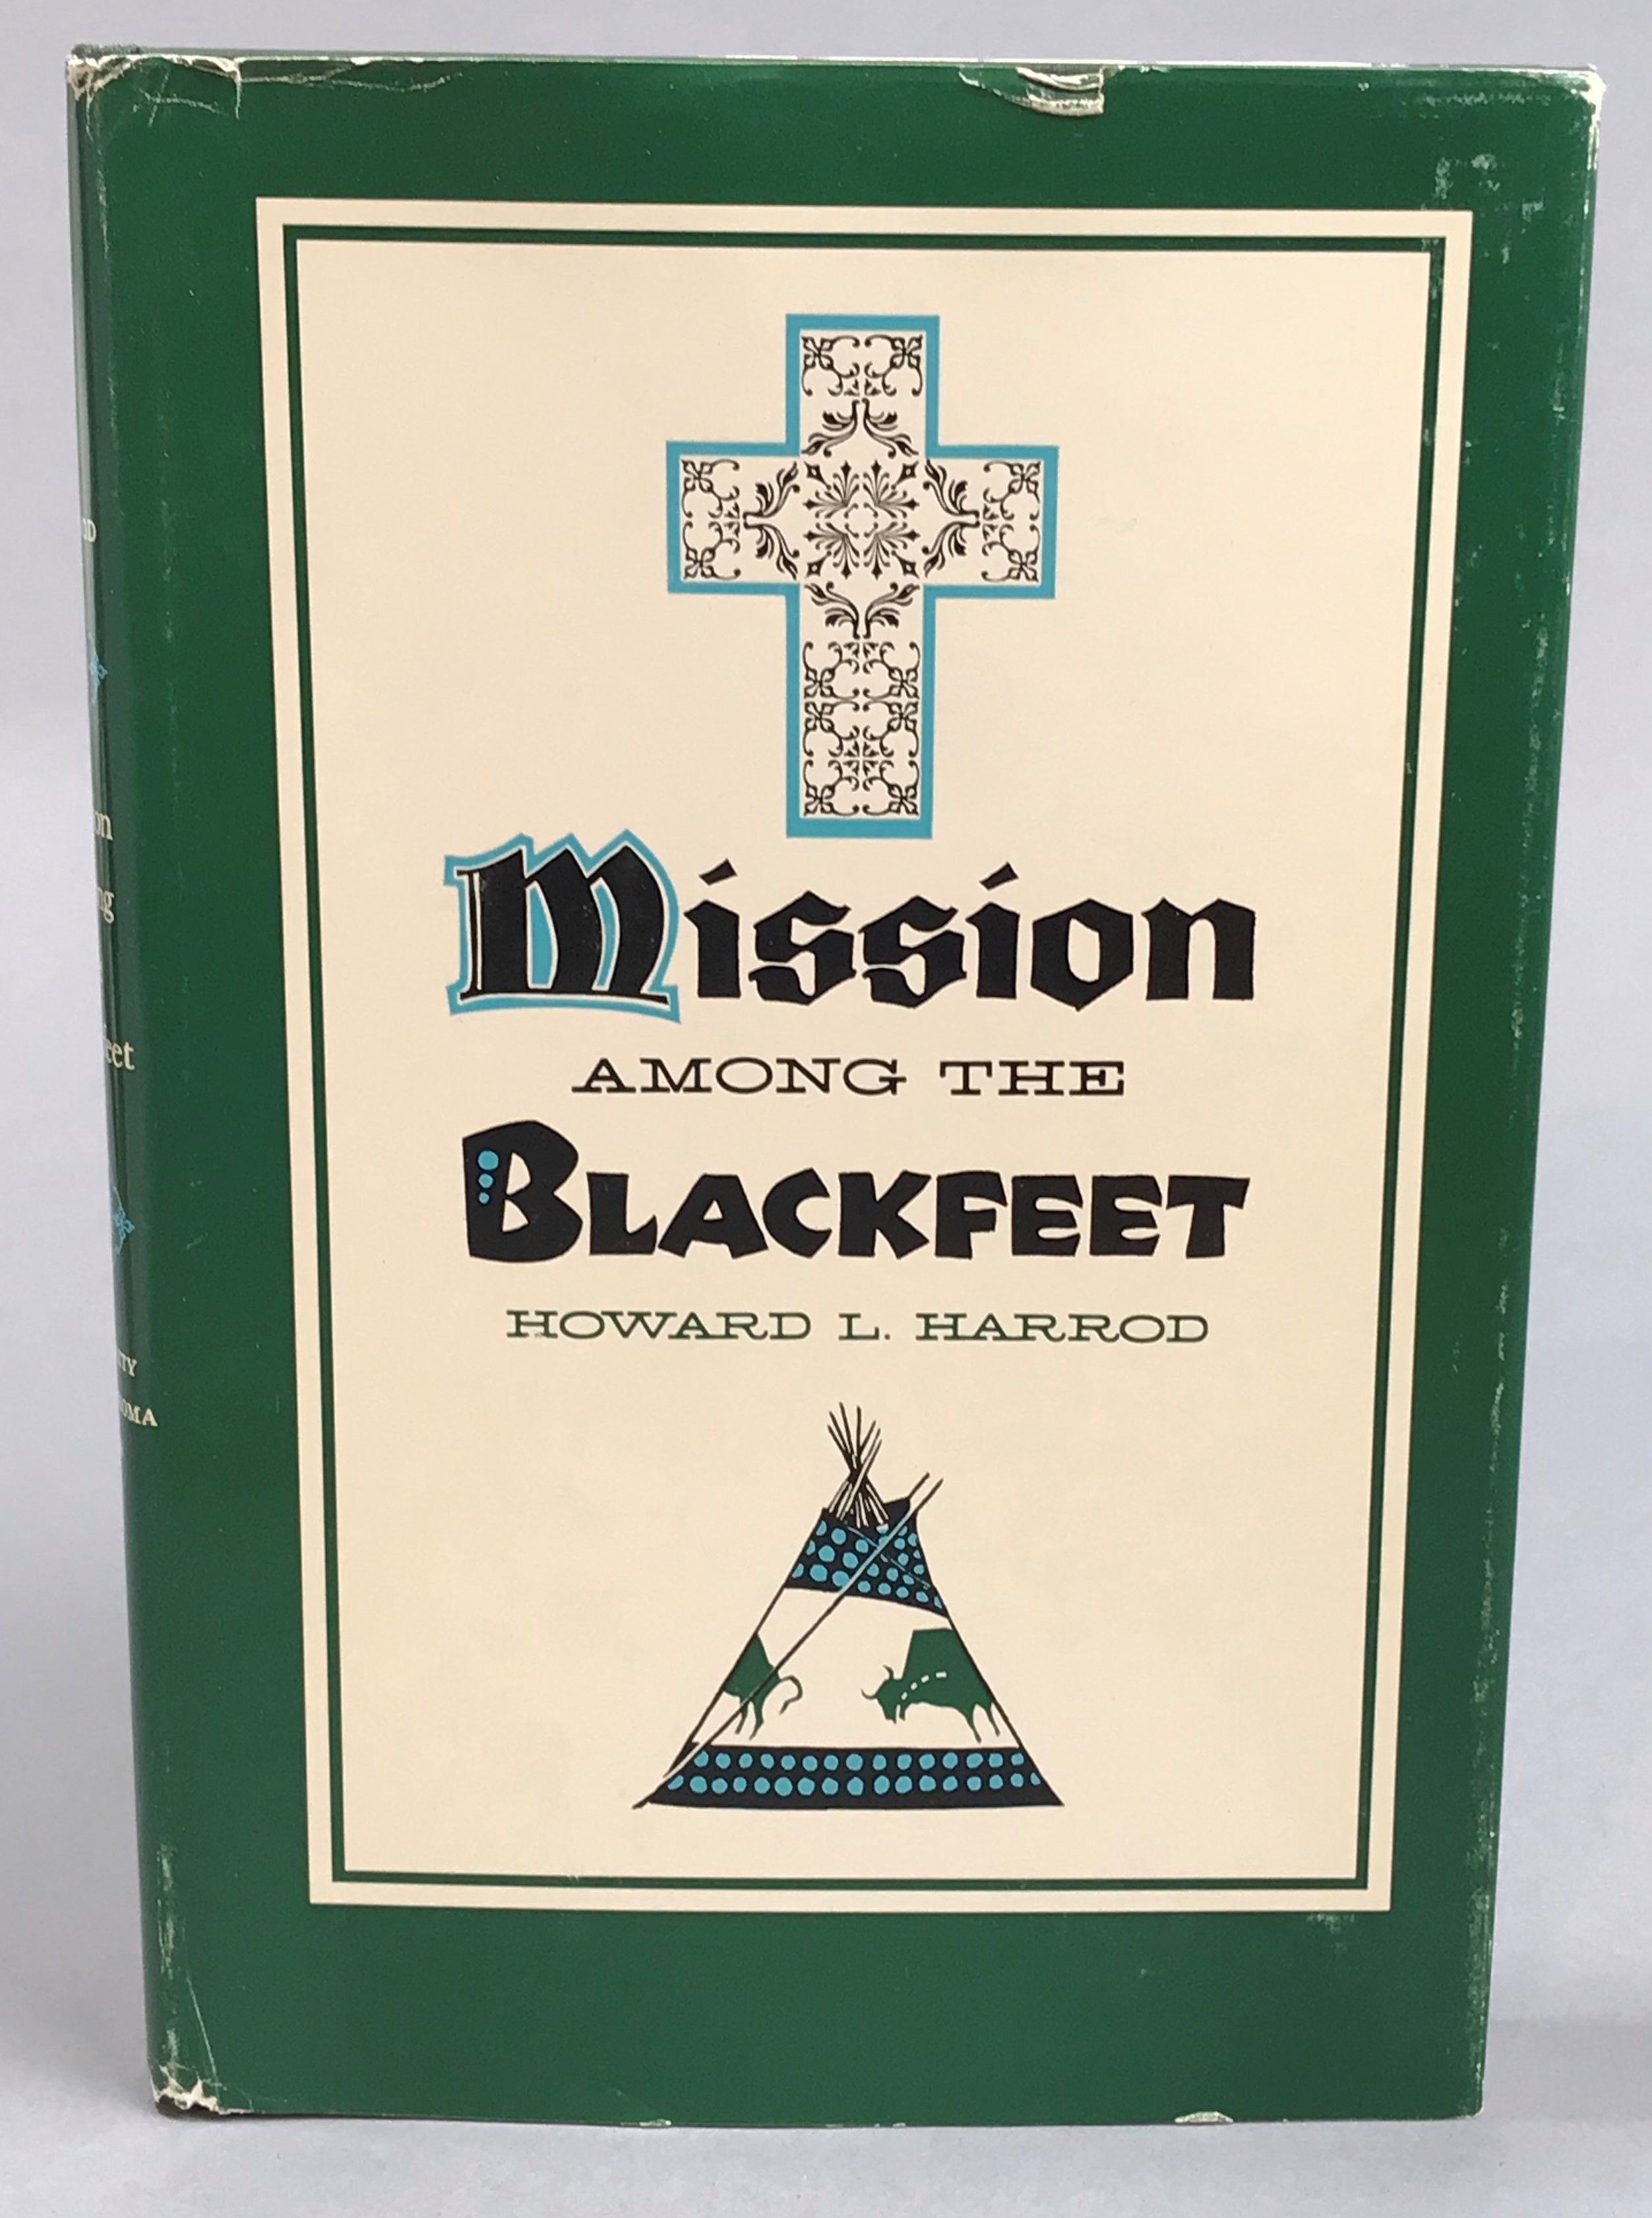 Mission
AMONG THE
BLACKFEET
HOWARD L. HARROD